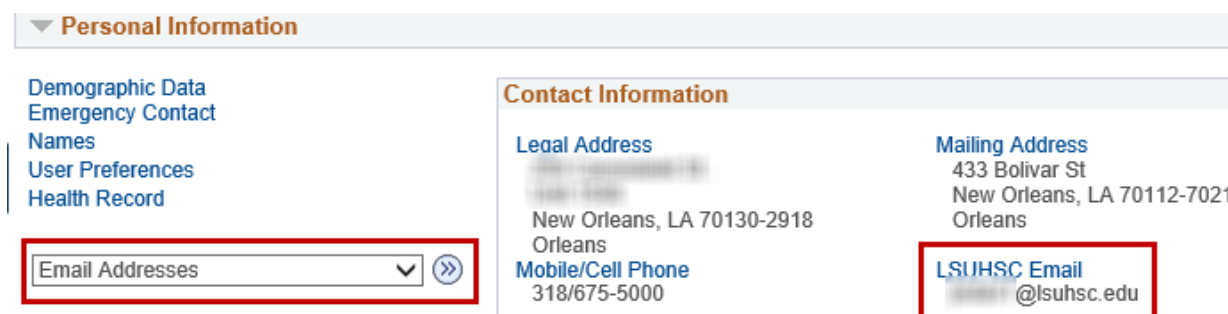 Personal Information
Demographic Data
Emergency Contact
Names
User Preferences
Health Record
Email Addresses
Contact Information
Legal Address
New Orleans, LA 70130-2918
Orleans
Mobile/Cell Phone
318/675-5000
Mailing Address
433 Bolivar St
New Orleans, LA 70112-7021
Orleans
LSUHSC Email
@lsuhsc.edu